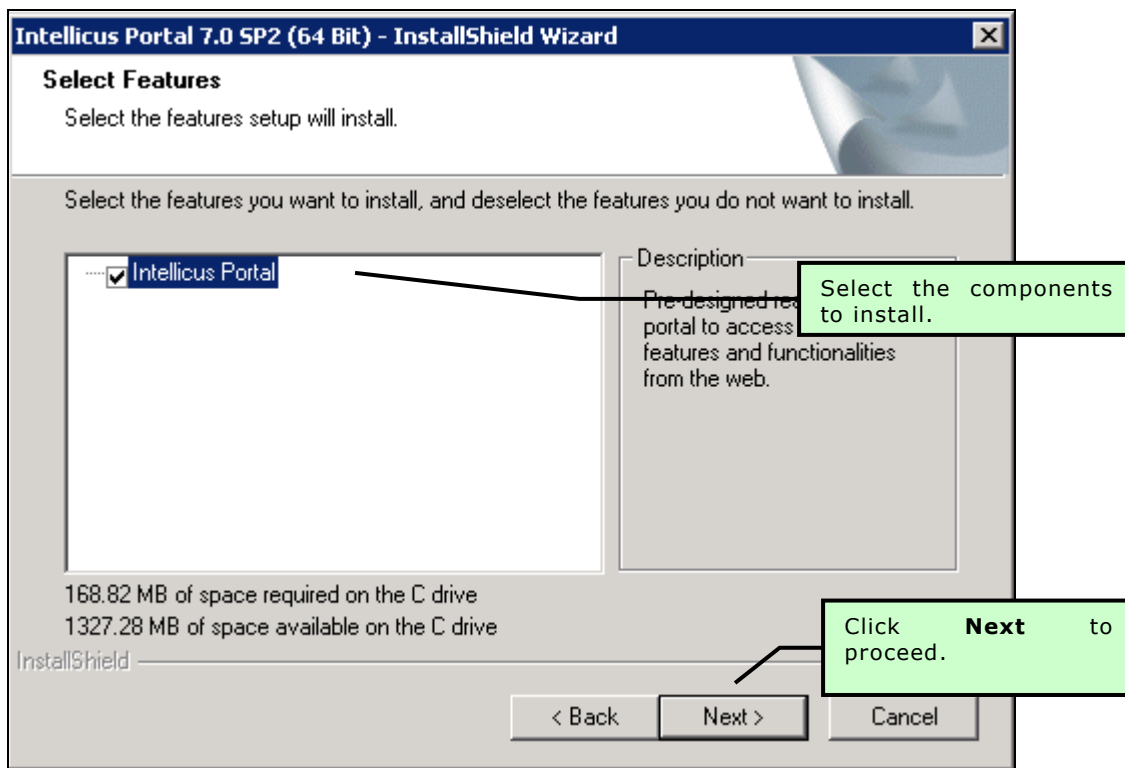 Intellicus Portal 7.0 SP2 (64 Bit) - InstallShield Wizard
Select Features
Select the features setup will install.
Select the features you want to install, and deselect the features you do not want to install.
Intellicus Portal
Description
Pre-designed
portal to access
features and functionalities
from the web.
Select the components
to install.
168.82 MB of space required on the C drive
1327.28 MB of space available on the C drive
InstallShield
Click Next to
proceed.
< Back
Next >
Cancel